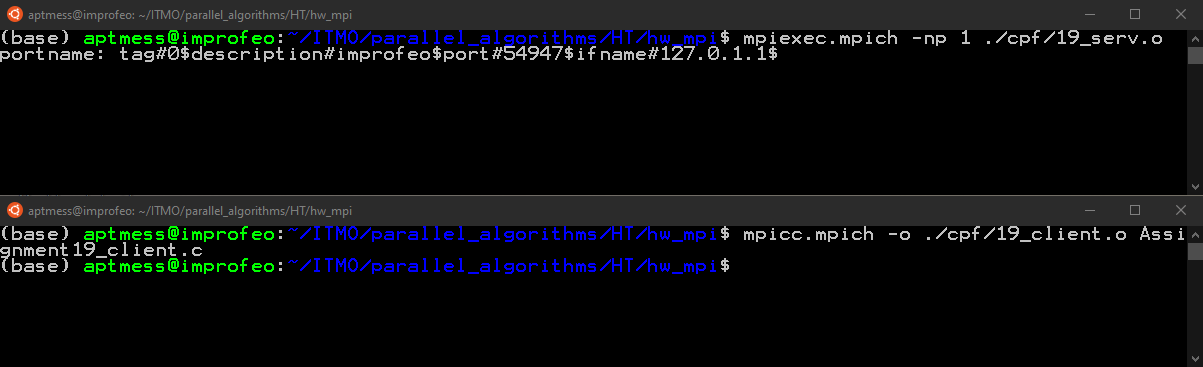 aptmess@improfeo: ~/ITMO/parallel_algorithms/HT/hw_mpi
(base) aptmess@improfeo:~/ITMO/parallel_algorithms/HT/hw_mpi$ mpiexec.mpich -np 1 ./cpf/19_serv.o
portname: tag#0$description#improfeo$port#54947$ifname#127.0.1.1$
aptmess@improfeo: ~/ITMO/parallel_algorithms/HT/hw_mpi
(base) aptmess@improfeo:~/ITMO/parallel_algorithms/HT/hw_mpi$ mpicc.mpich -o ./cpf/19_client.o Assi
gnment19_client.c
(base) aptmess@improfeo:~/ITMO/parallel_algorithms/HT/hw_mpi$